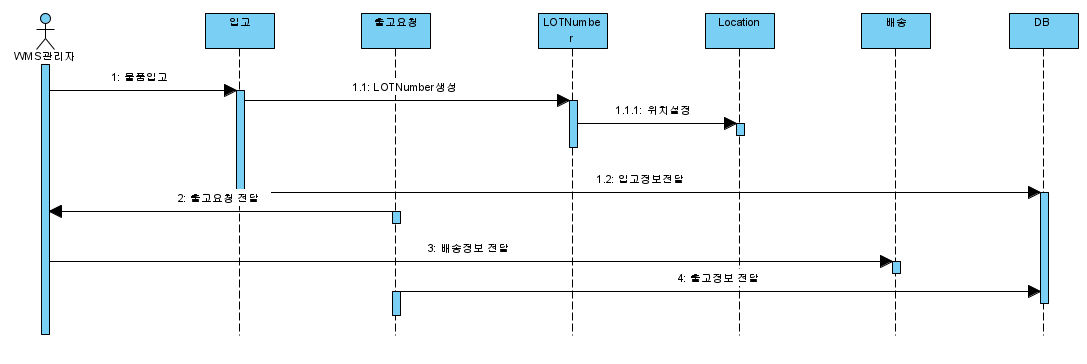 입고
출고요청
LOTNumbe
r
Location
배송
DB
WMS관리자
1: 물품입고
1.1: LOTNumber생성
1.1.1: 위치설정
1.2: 입고정보전달
2: 출고요청 전달
3: 배송정보 전달
4: 출고정보 전달